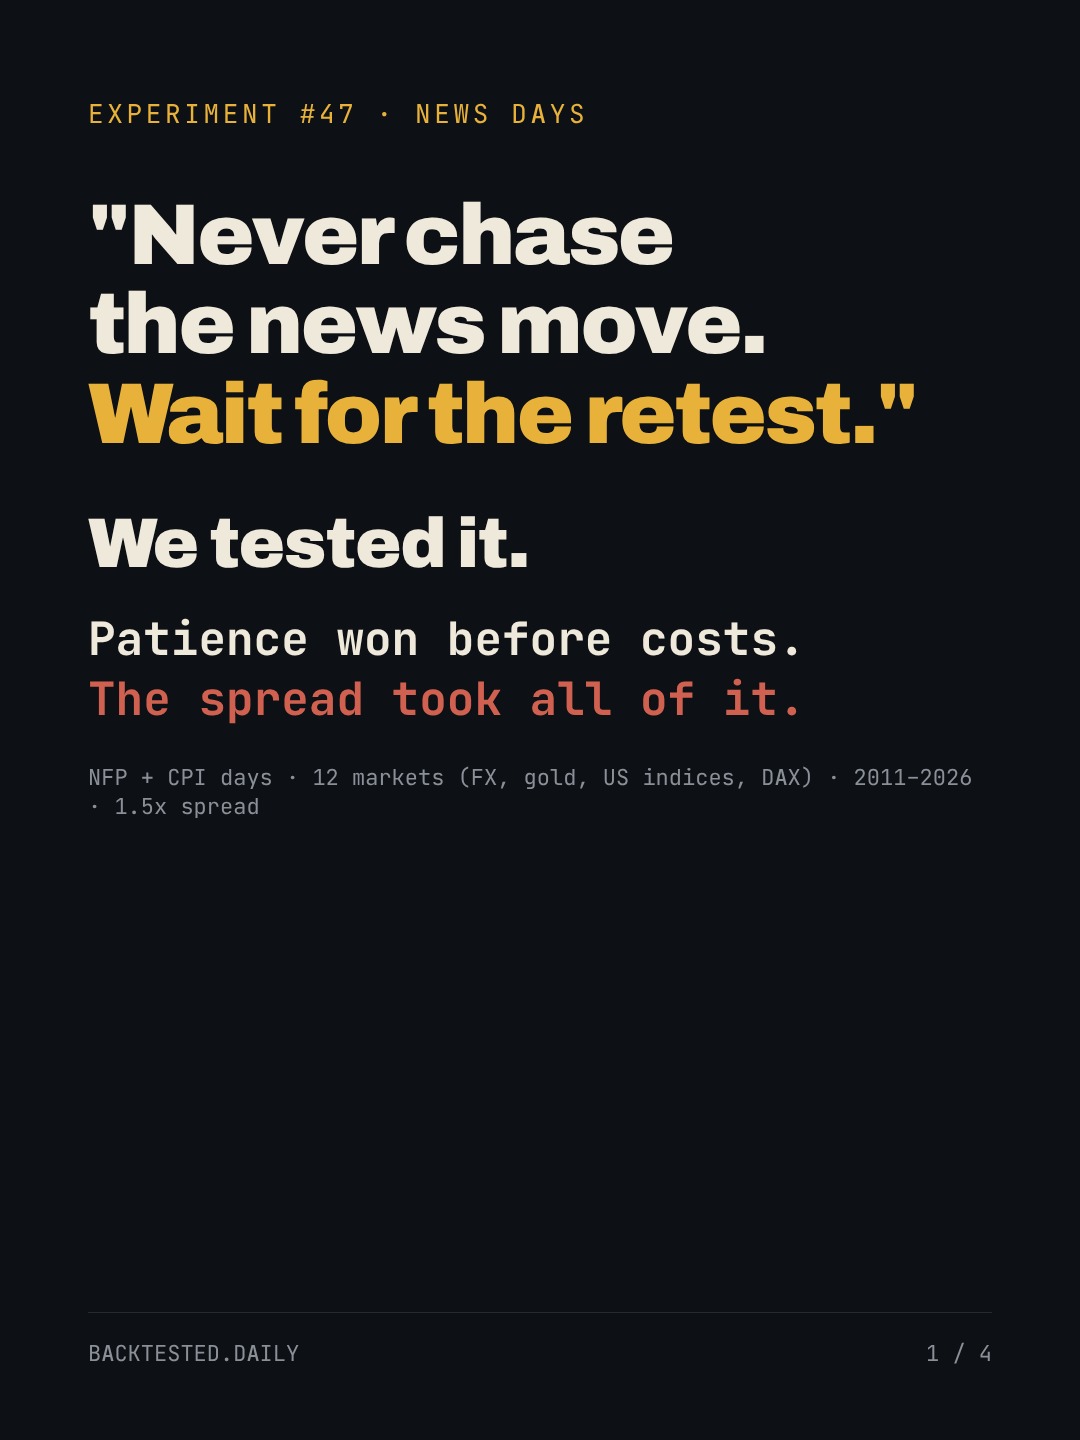 EXPERIMENT #47 · NEWS DAYS
"Never chase
the news move.
Wait for the retest."
We tested it.
Patience won before costs.
The spread took all of it.
NFP + CPI days · 12 markets (FX, gold, US indices, DAX) · 2011–2026
· 1.5x spread
BACKTESTED.DAILY
1 / 4